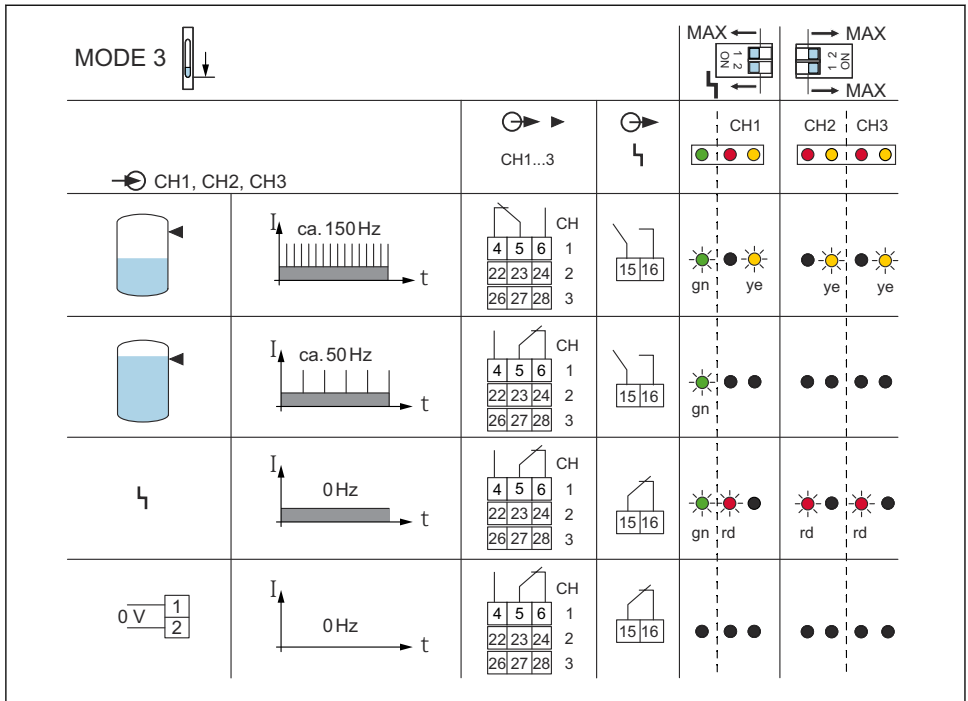 MODE 3
MAX
1 2
ON
MAX
1 2
ON
MAX
CH1...3
CH1
CH2
CH3
CH1, CH2, CH3
I
ca. 150 Hz
t
CH
4 5 6 1
22 23 24 2
26 27 28 3
15 16
gn
ye
ye
ye
I
ca. 50 Hz
t
CH
4 5 6 1
22 23 24 2
26 27 28 3
15 16
gn
I
0 Hz
t
CH
4 5 6 1
22 23 24 2
26 27 28 3
15 16
gn
rd
rd
rd
0 V
1
2
I
0 Hz
t
CH
4 5 6 1
22 23 24 2
26 27 28 3
15 16